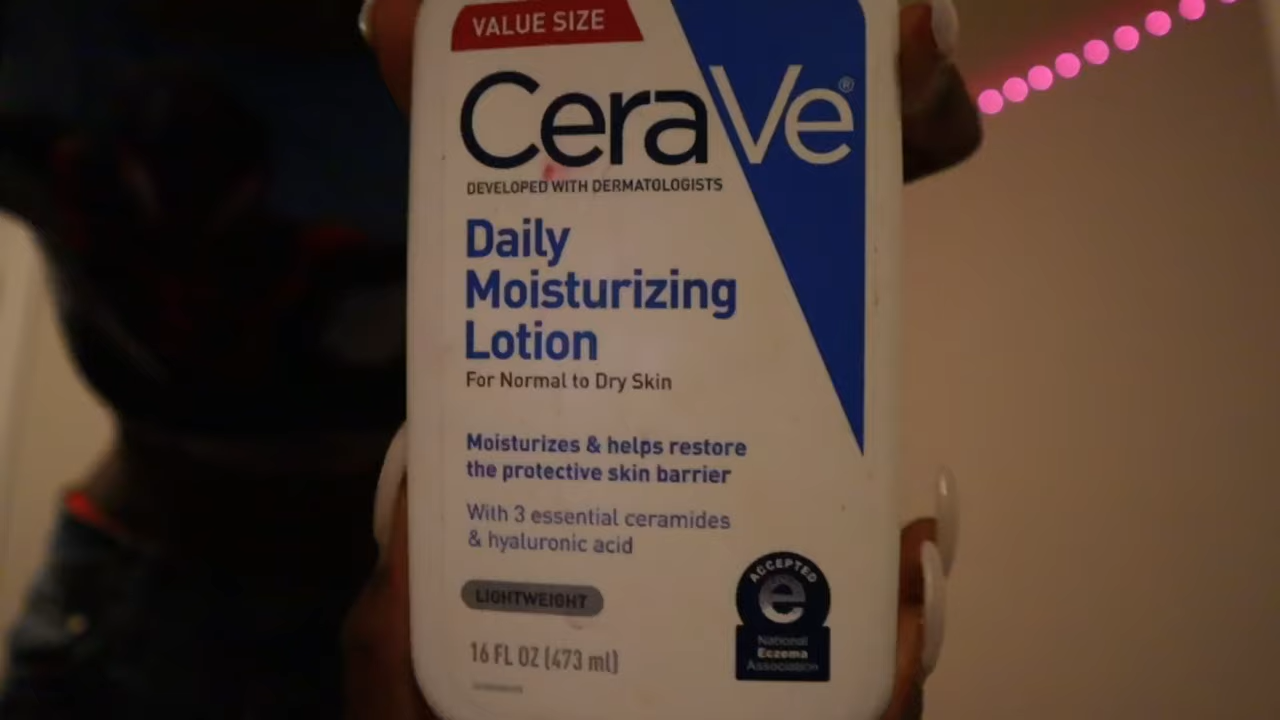 VALUE SIZE
CeraVe®
DEVELOPED WITH DERMATOLOGISTS
Daily
Moisturizing
Lotion
For Normal to Dry Skin
Moisturizes & helps restore
the protective skin barrier
With 3 essential ceramides
& hyaluronic acid
LIGHTWEIGHT
16 FL OZ (473 ml)
ACCEPTED
e
National
Eczema
Association